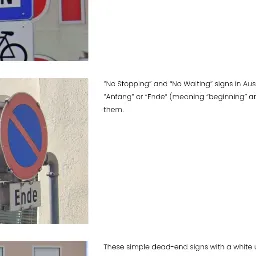 "No Stopping" and "No Waiting" signs in Aus
"Anfang" or "Ende" (meaning "beginning" an
them.
Ende
These simple dead-end signs with a white u